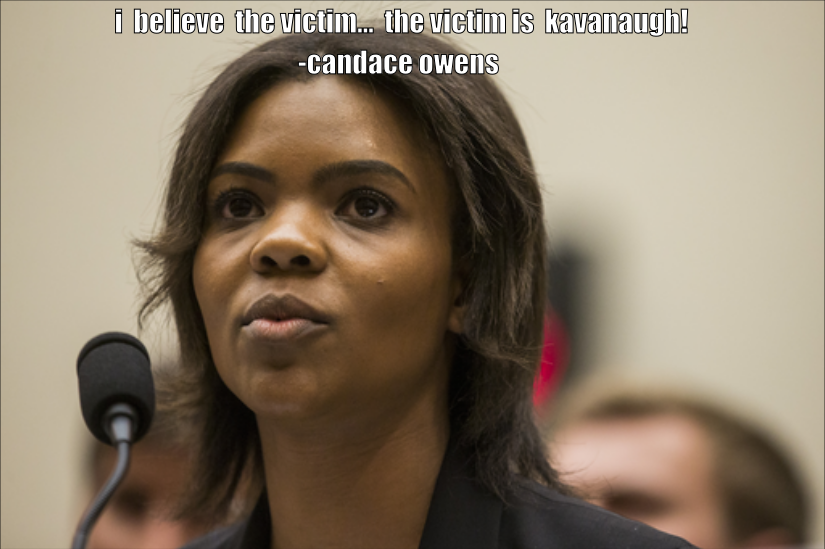 i believe the victim... the victim is kavanaugh!
-candace owens